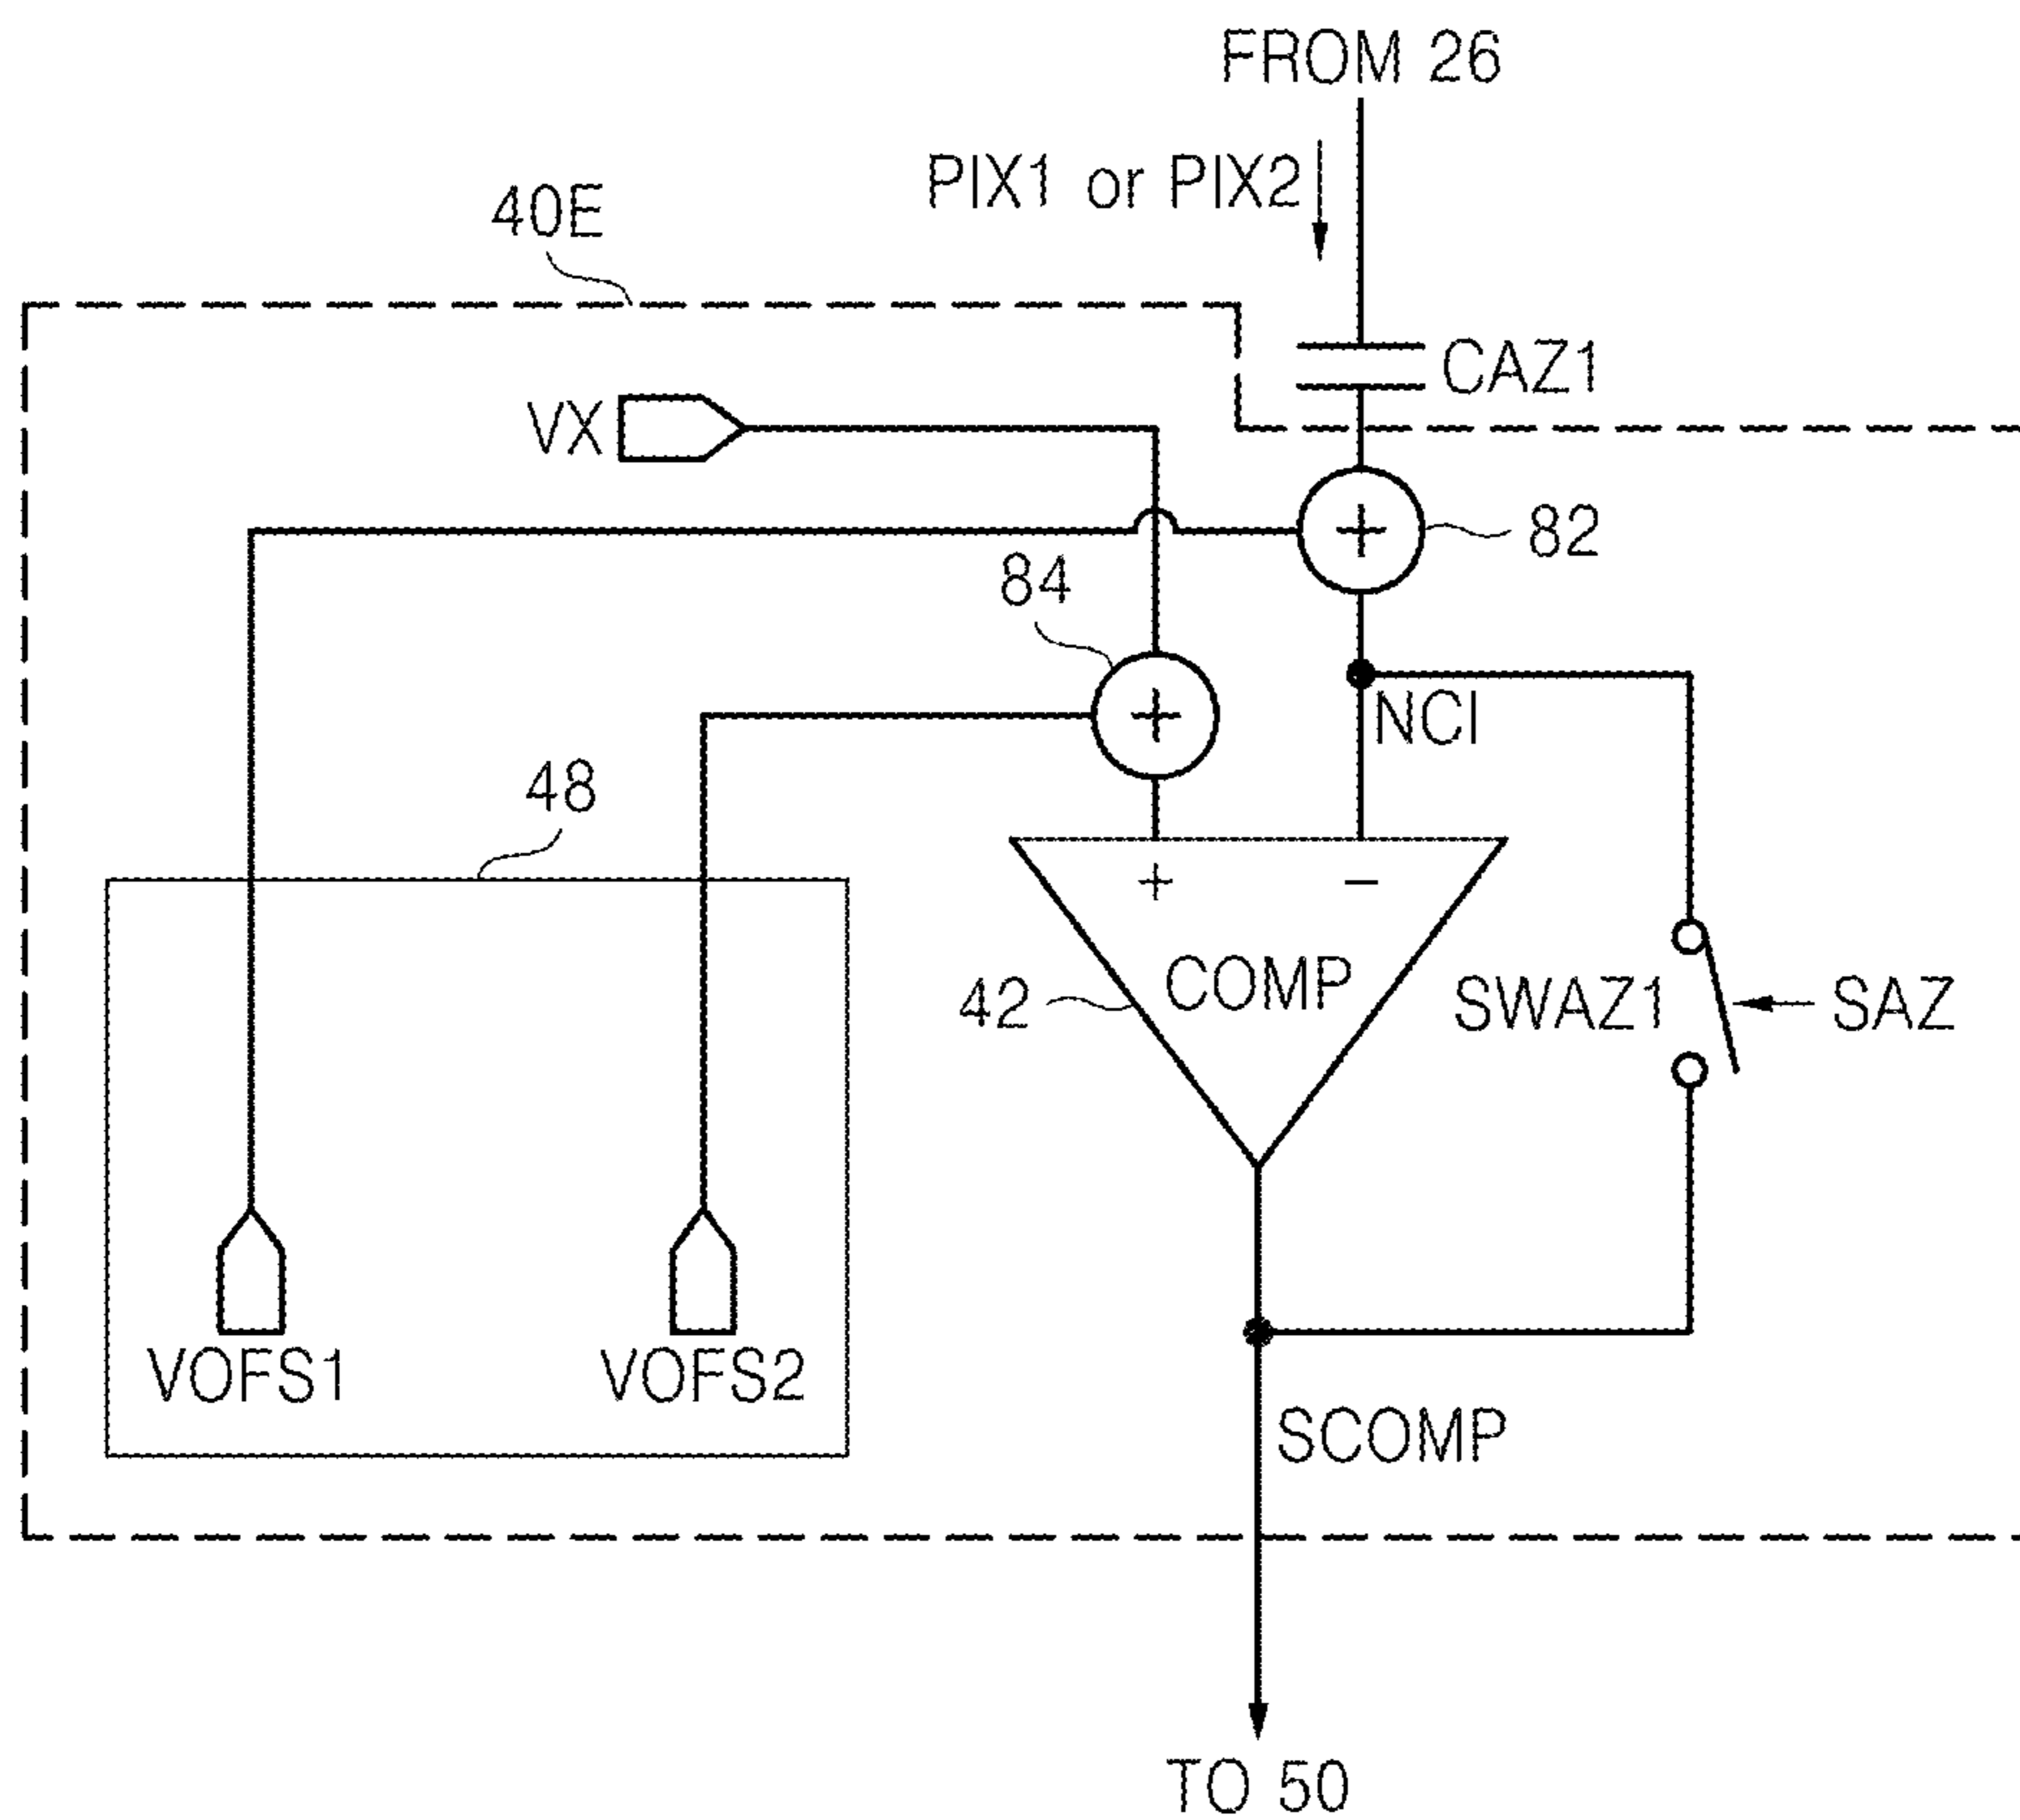 FROM 26
PIX1 or PIX2
40E
CAZ1
VX
+
82
84
+
NCI
48
+ −
COMP
42
SWAZ1
SAZ
VOFS1
VOFS2
SCOMP
TO 50